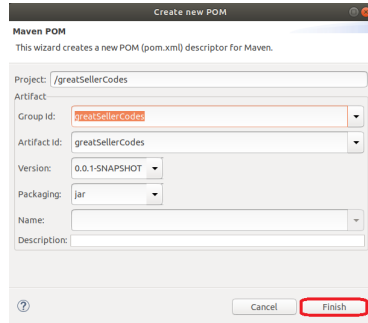 Create new POM
Maven POM
This wizard creates a new POM (pom.xml) descriptor for Maven.
Project: /greatSellerCodes
Artifact
Group Id: greatSellerCodes
Artifact Id: greatSellerCodes
Version: 0.0.1-SNAPSHOT
Packaging: jar
Name:
Description:
? Cancel Finish